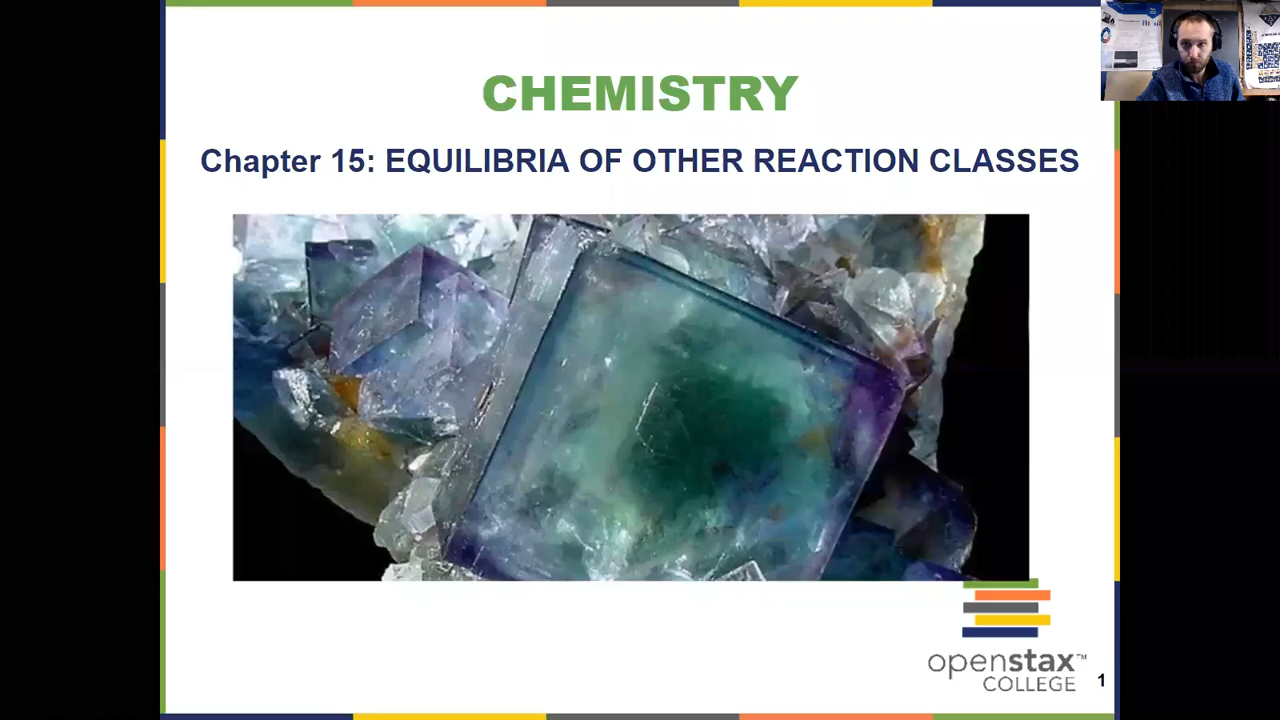 CHEMISTRY
Chapter 15: EQUILIBRIA OF OTHER REACTION CLASSES
openstax™
COLLEGE
1